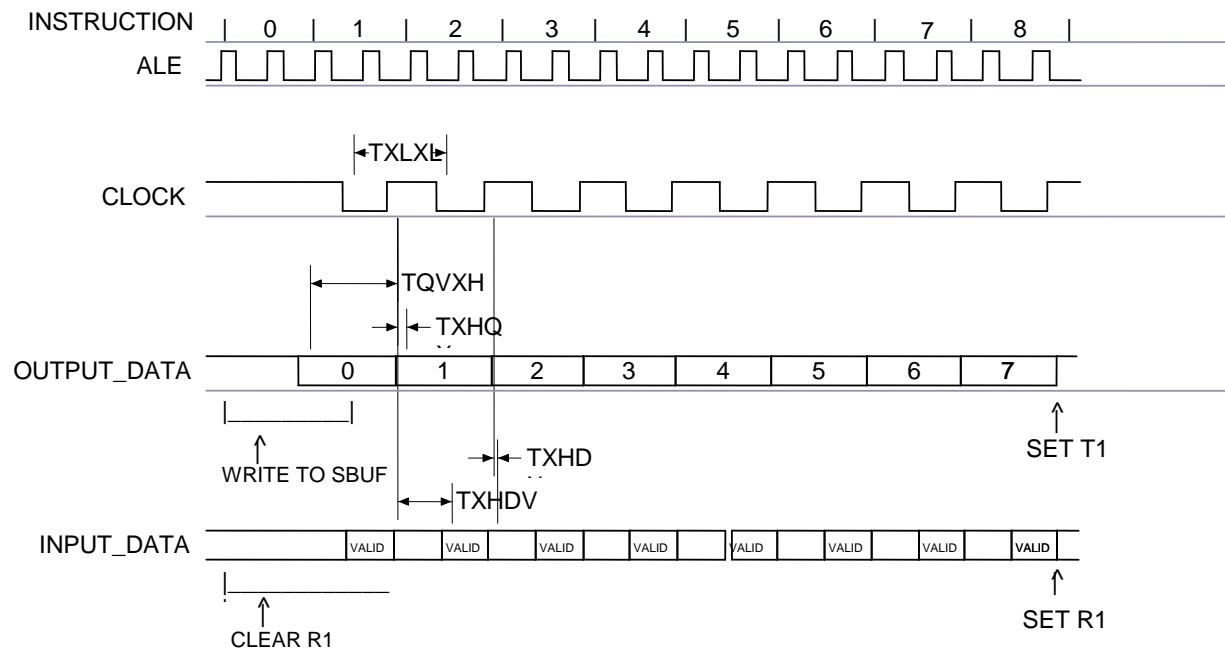 INSTRUCTION | 0 | 1 | 2 | 3 | 4 | 5 | 6 | 7 | 8 |
ALE
TXLXL
CLOCK
TQVXH
TXHQ
OUTPUT_DATA 0 1 2 3 4 5 6 7
TXHD
SET T1
WRITE TO SBUF
TXHDV
INPUT_DATA VALID VALID VALID VALID VALID VALID VALID VALID
SET R1
CLEAR R1